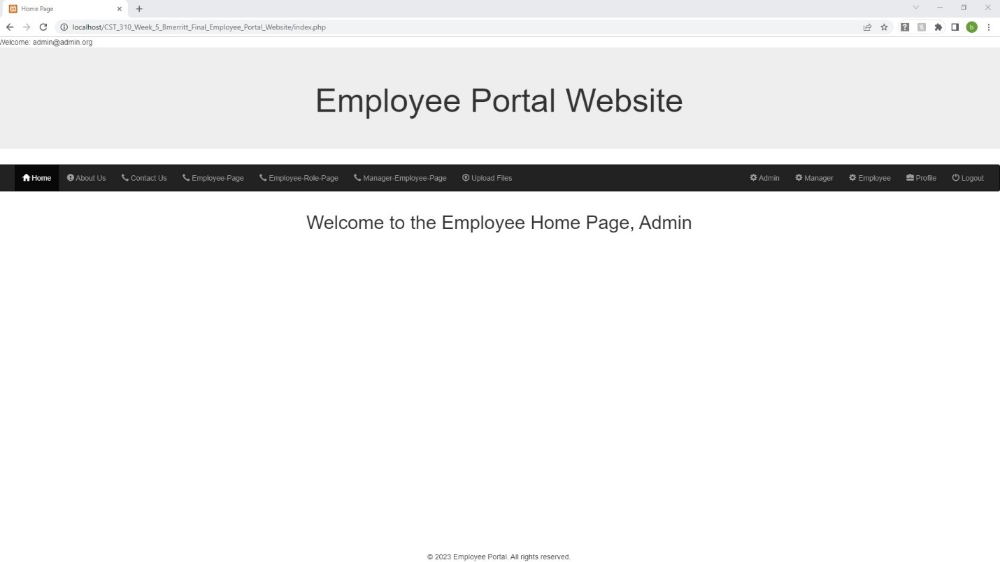 Home Page
localhost/CST_310_Week_5_Bmerritt_Final_Employee_Portal_Website/index.php
b
Welcome: admin@admin.org
Employee Portal Website
Home About Us Contact Us Employee-Page Employee-Role-Page Manager-Employee-Page Upload Files Admin Manager Employee Profile Logout
Welcome to the Employee Home Page, Admin
© 2023 Employee Portal. All rights reserved.